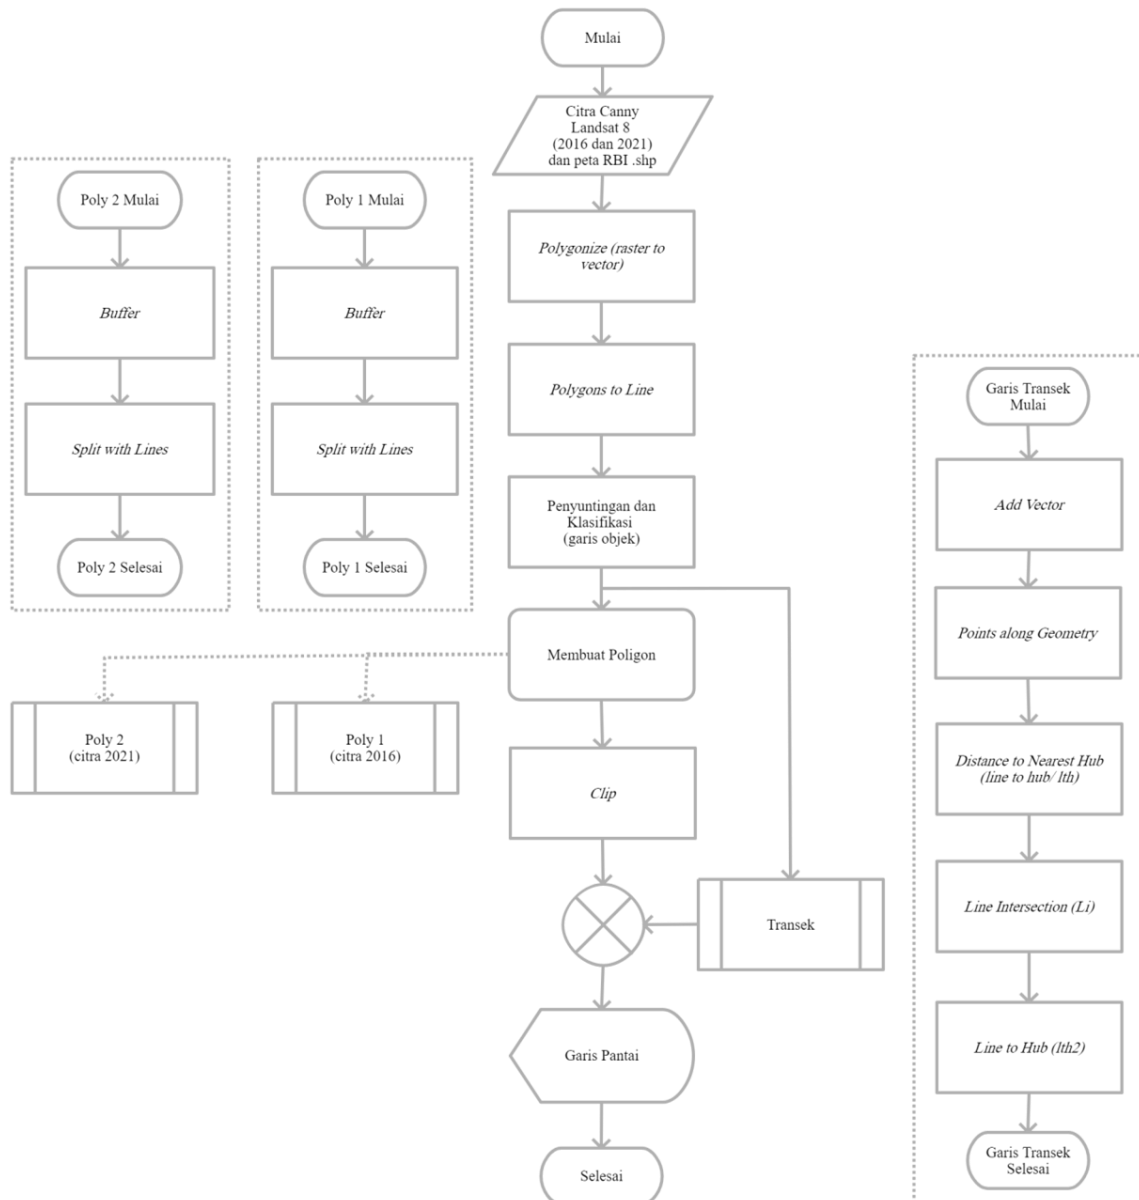 Mulai
Citra Canny
Landsat 8
(2016 dan 2021)
dan peta RBI .shp
Polygonize (raster to
vector)
Polygons to Line
Penyuntingan dan
Klasifikasi
(garis objek)
Membuat Poligon
Clip
Transek
Garis Pantai
Selesai
Poly 2 Mulai
Buffer
Split with Lines
Poly 2 Selesai
Poly 1 Mulai
Buffer
Split with Lines
Poly 1 Selesai
Poly 2
(citra 2021)
Poly 1
(citra 2016)
Garis Transek
Mulai
Add Vector
Points along Geometry
Distance to Nearest Hub
(line to hub/ lth)
Line Intersection (Li)
Line to Hub (lth2)
Garis Transek
Selesai